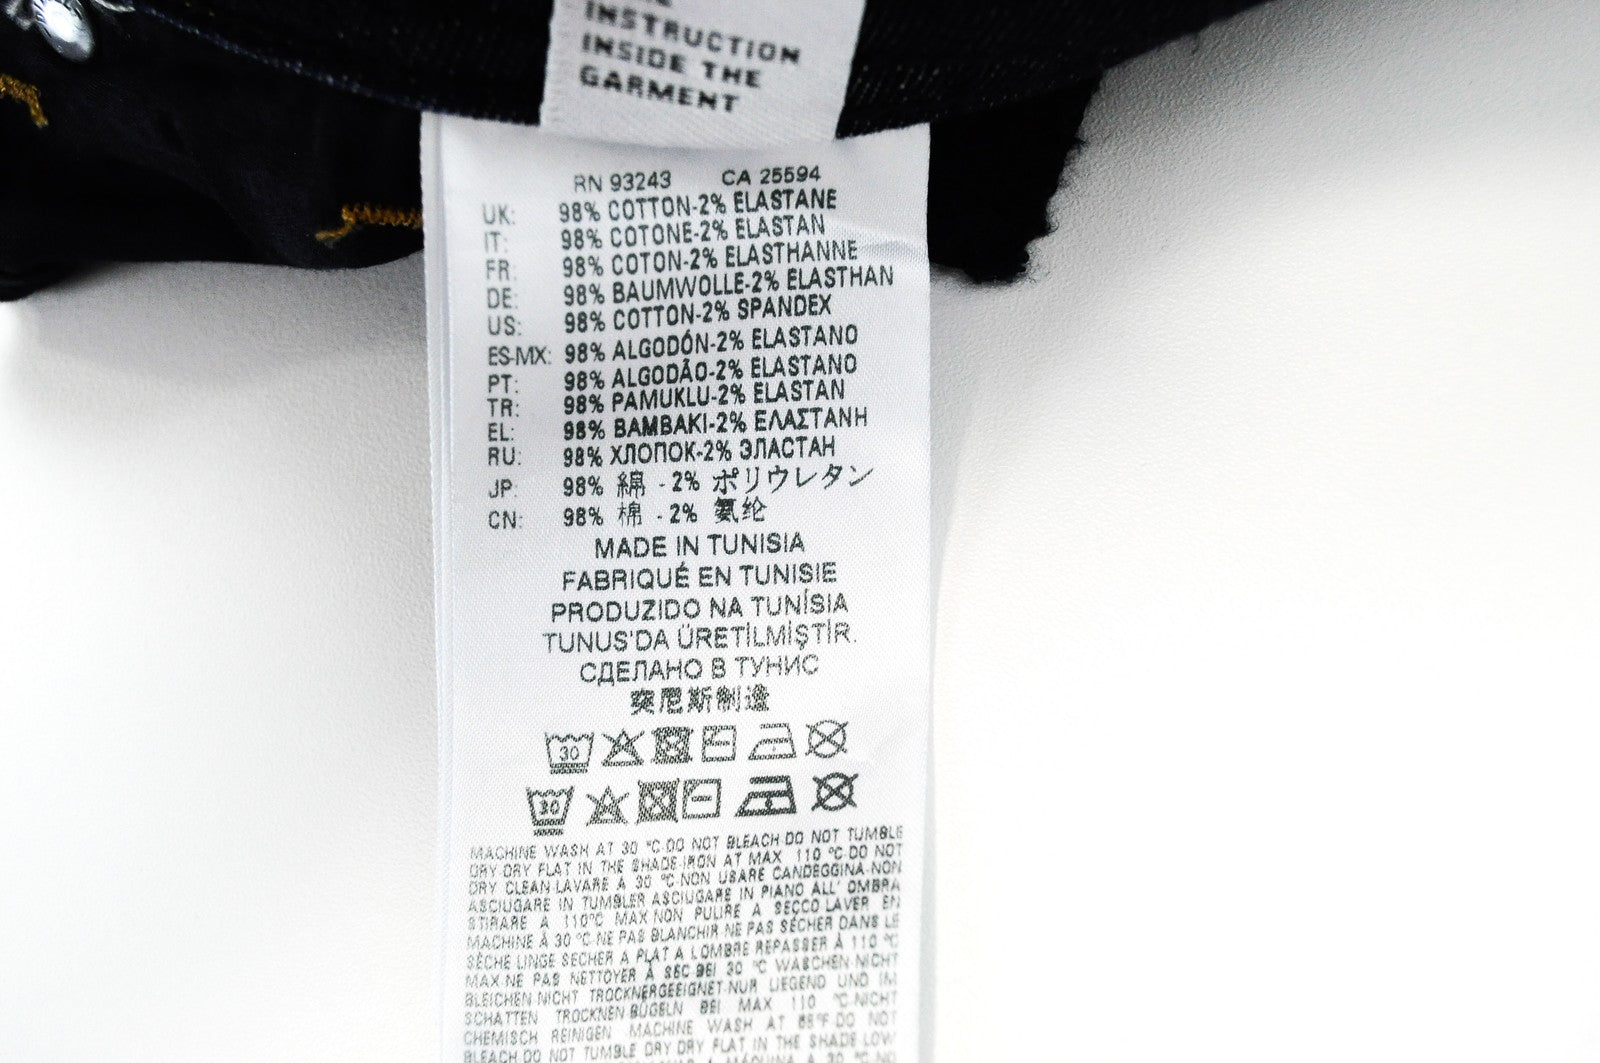 INSTRUCTION
INSIDE THE
GARMENT
RN 93243 CA 25594
UK: 98% COTTON-2% ELASTANE
IT: 98% COTONE-2% ELASTAN
FR: 98% COTON-2% ELASTHANNE
DE: 98% BAUMWOLLE-2% ELASTHAN
US: 98% COTTON-2% SPANDEX
ES-MX: 98% ALGODÓN-2% ELASTANO
PT: 98% ALGODÃO-2% ELASTANO
TR: 98% PAMUKLU-2% ELASTAN
EL: 98% BAMBAKI-2% ΕΛΑΣΤΑΝΗ
RU: 98% ХЛОПОК-2% ЭЛАСТАН
JP: 98% 綿 - 2% ポリウレタン
CN: 98% 棉 - 2% 氨纶
MADE IN TUNISIA
FABRIQUÉ EN TUNISIE
PRODUZIDO NA TUNÍSIA
TUNUS'DA ÜRETİLMİŞTİR.
СДЕЛАНО В ТУНИС
突尼斯制造
30
30
MACHINE WASH AT 30 °C-DO NOT BLEACH-DO NOT TUMBLE
DRY-DRY FLAT IN THE SHADE-IRON AT MAX 110 °C-DO NOT
DRY CLEAN-LAVARE A 30 °C-NON USARE CANDEGGINA-NON
ASCIUGARE IN TUMBLER-ASCIUGARE IN PIANO ALL' OMBRA
STIRARE A 110°C MAX-NON PULIRE A SECCO LAVER EN
MACHINE À 30 °C-NE PAS BLANCHIR-NE PAS SÉCHER DANS LE
SÈCHE LINGE SECHER A PLAT A L OMBRE REPASSER À 110 °C
MAX-NE PAS NETTOYER À SEC BEI 30 °C WASCHEN-NICHT
BLEICHEN-NICHT TROCKNERGEEIGNET-NUR LIEGEND UND IM
SCHATTEN TROCKNEN-BÜGELN BEI MAX 110 °C-NICHT
CHEMISCH REINIGEN MACHINE WASH AT 85°F-DO NOT
BLEACH-DO NOT TUMBLE DRY-DRY FLAT IN THE SHADE-LOW
A MÁQUINA A 30 °C-NO